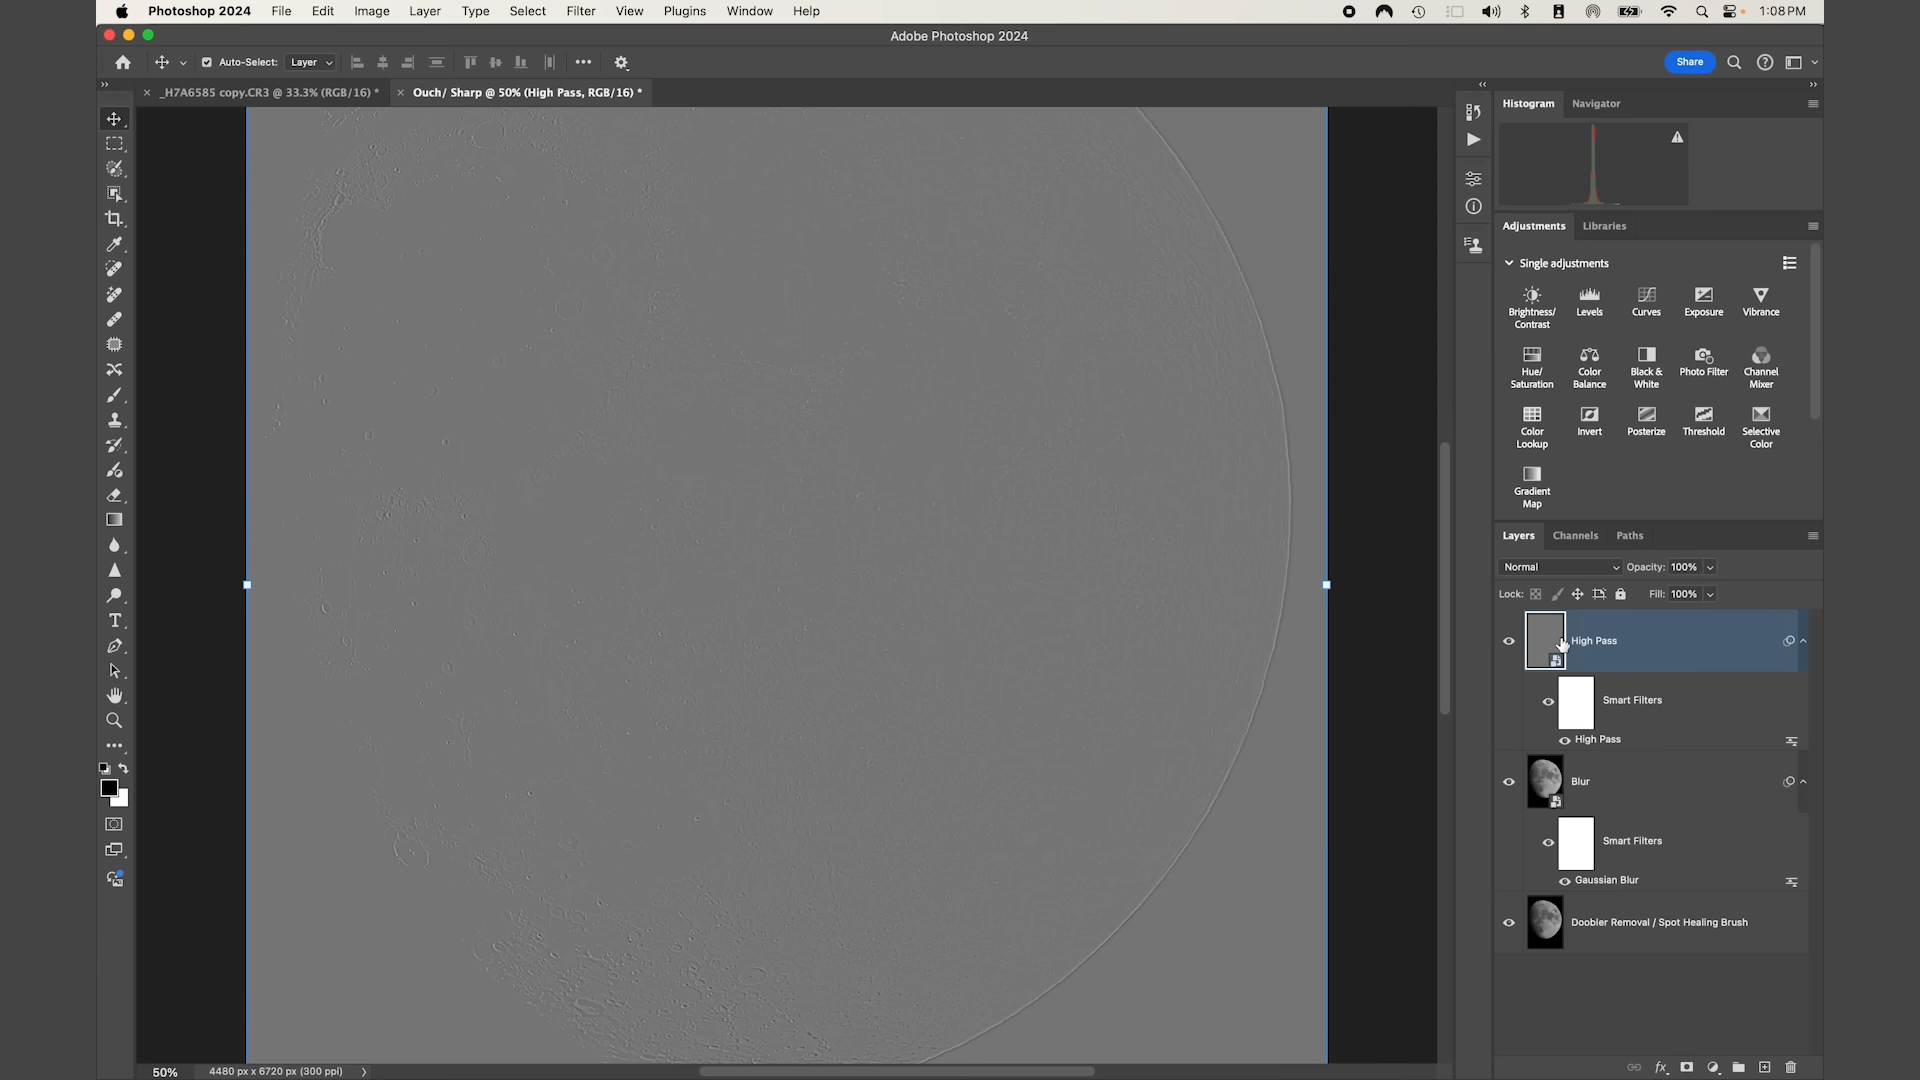 Photoshop 2024 File Edit Image Layer Type Select Filter View Plugins Window Help 1:08 PM
Adobe Photoshop 2024
Auto-Select: Layer Share
_H7A6585 copy.CR3 @ 33.3% (RGB/16) * Ouch/ Sharp @ 50% (High Pass, RGB/16) *
Histogram Navigator
Adjustments Libraries
Single adjustments
Brightness/ Contrast
Levels
Curves
Exposure
Vibrance
Hue/ Saturation
Color Balance
Black & White
Photo Filter
Channel Mixer
Color Lookup
Invert
Posterize
Threshold
Selective Color
Gradient Map
Layers Channels Paths
Normal Opacity: 100%
Lock: Fill: 100%
High Pass
Smart Filters
High Pass
Blur
Smart Filters
Gaussian Blur
Doobler Removal / Spot Healing Brush
50% 4480 px x 6720 px (300 ppi)